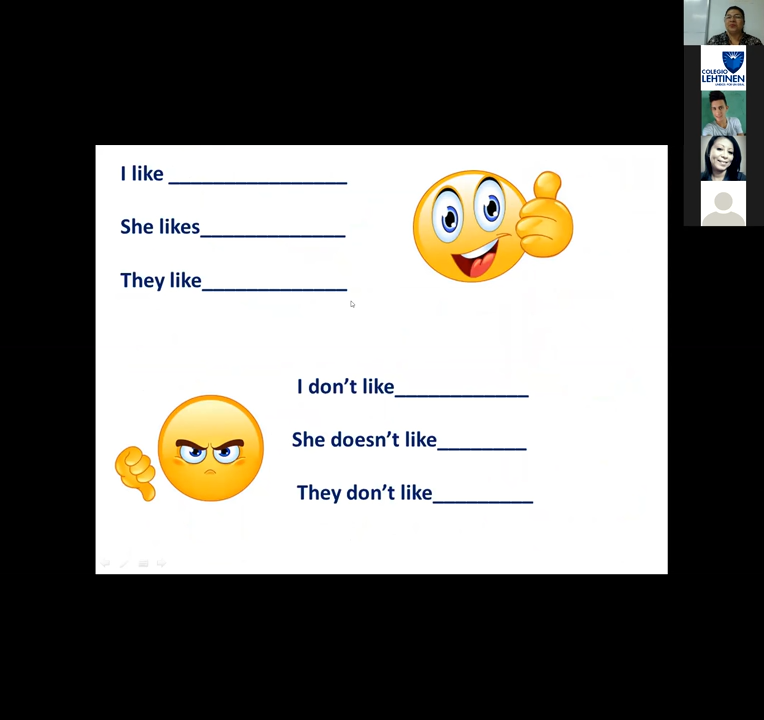 I like ________________
She likes_____________
They like_____________
I don’t like____________
She doesn’t like________
They don’t like_________
COLEGIO
LEHTINEN